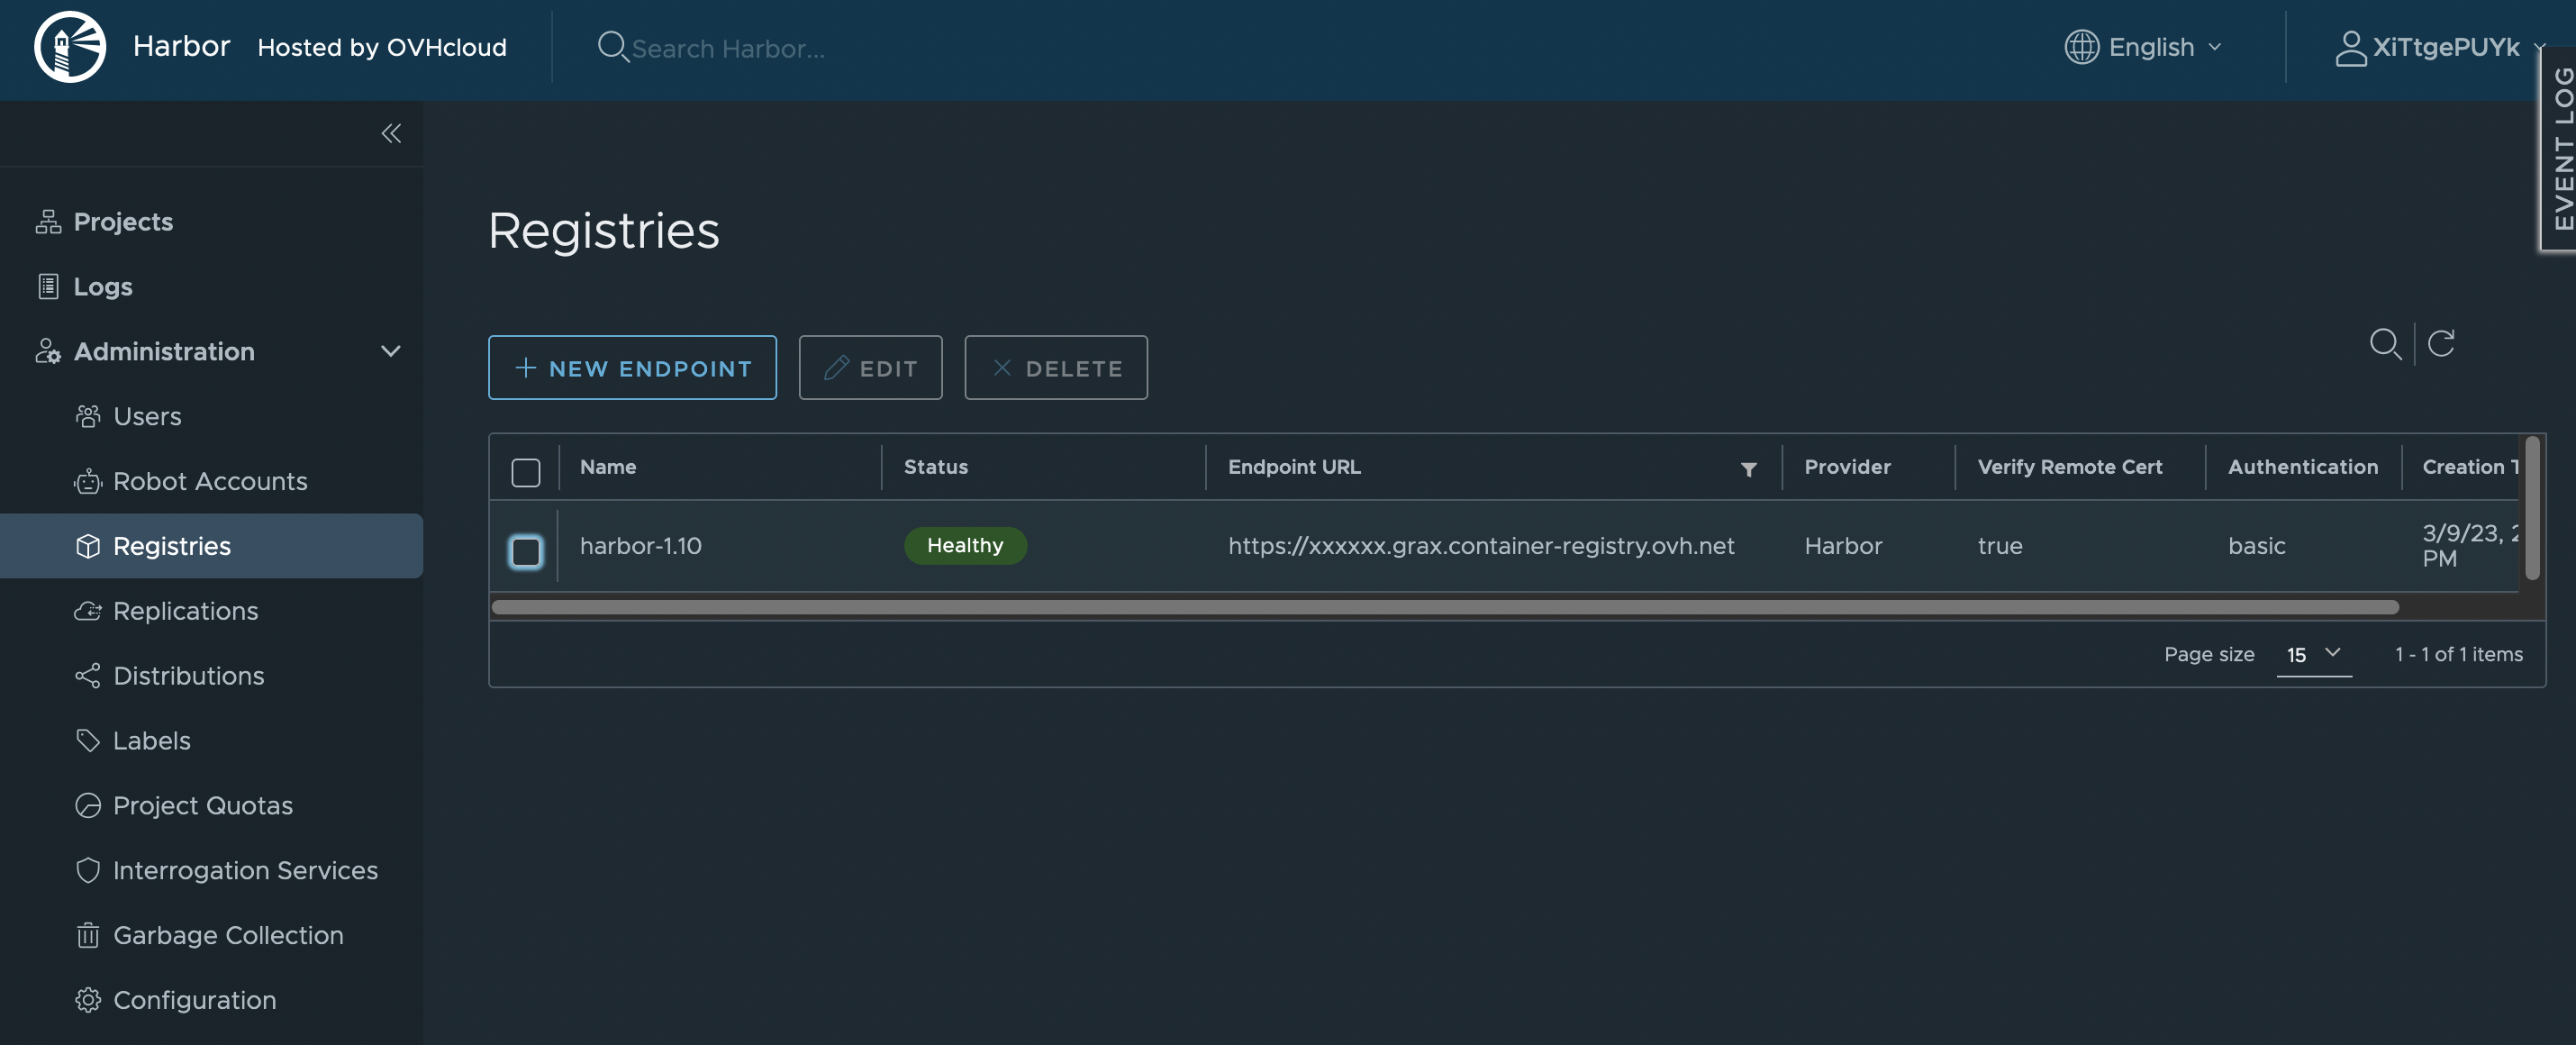 Harbor Hosted by OVHcloud Search Harbor... English XiTtgePUYk
EVENT LOG
Projects
Logs
Administration
Users
Robot Accounts
Registries
Replications
Distributions
Labels
Project Quotas
Interrogation Services
Garbage Collection
Configuration
Registries
+ NEW ENDPOINT EDIT × DELETE
Name Status Endpoint URL Provider Verify Remote Cert Authentication Creation
harbor-1.10 Healthy https://xxxxxx.grax.container-registry.ovh.net Harbor true basic 3/9/23,
PM
Page size 15 1 - 1 of 1 items